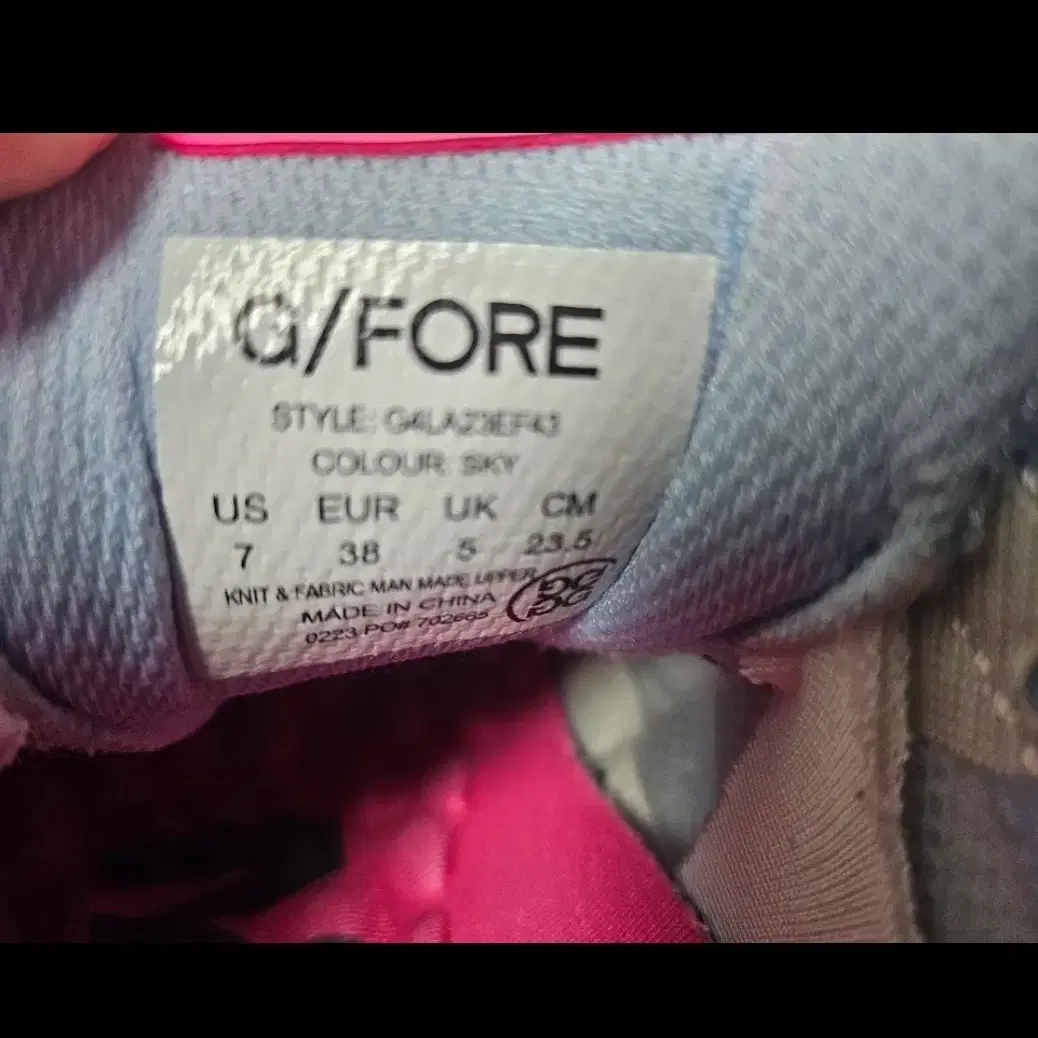 G/FORE
STYLE: G4LA23EF43
COLOUR: SKY
US EUR UK CM
7 38 5 23.5
KNIT & FABRIC MAN MADE UPPER
MADE IN CHINA
0223 PO# 702665